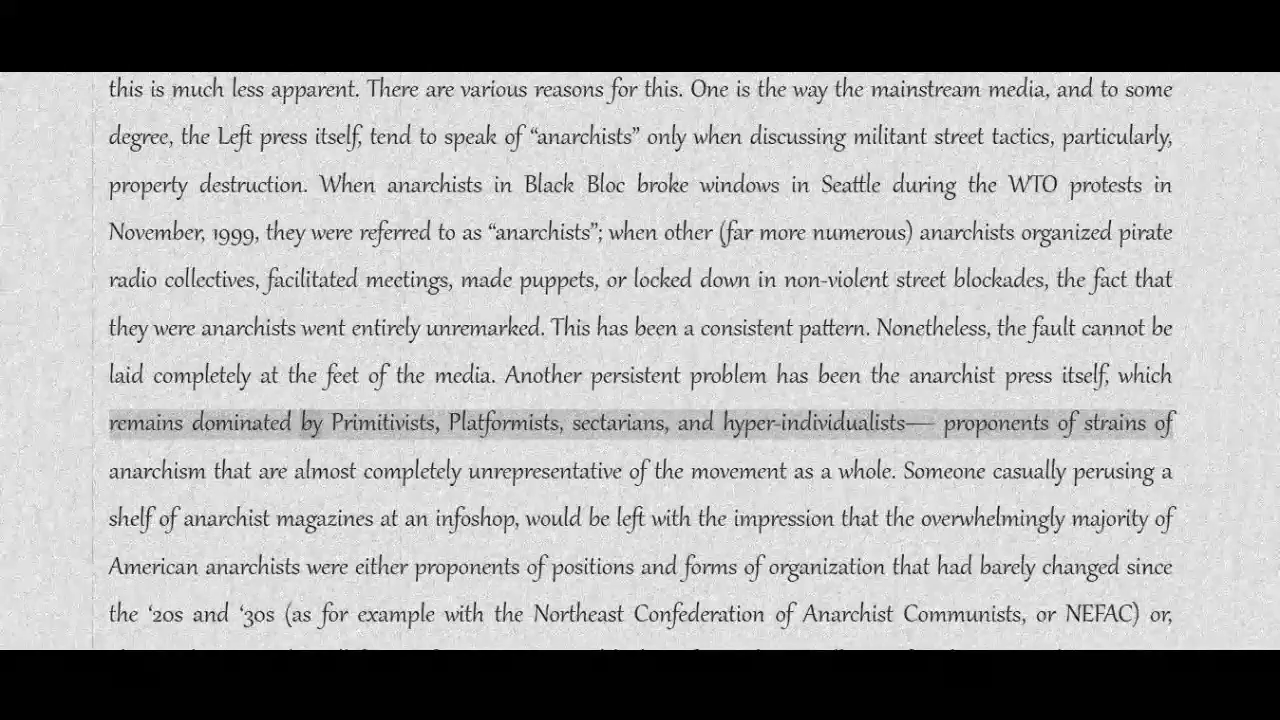 this is much less apparent. There are various reasons for this. One is the way the mainstream media, and to some
degree, the Left press itself, tend to speak of “anarchists” only when discussing militant street tactics, particularly,
property destruction. When anarchists in Black Bloc broke windows in Seattle during the WTO protests in
November, 1999, they were referred to as “anarchists”; when other (far more numerous) anarchists organized pirate
radio collectives, facilitated meetings, made puppets, or locked down in non-violent street blockades, the fact that
they were anarchists went entirely unremarked. This has been a consistent pattern. Nonetheless, the fault cannot be
laid completely at the feet of the media. Another persistent problem has been the anarchist press itself, which
remains dominated by Primitivists, Platformists, sectarians, and hyper-individualists— proponents of strains of
anarchism that are almost completely unrepresentative of the movement as a whole. Someone casually perusing a
shelf of anarchist magazines at an infoshop, would be left with the impression that the overwhelmingly majority of
American anarchists were either proponents of positions and forms of organization that had barely changed since
the ‘20s and ‘30s (as for example with the Northeast Confederation of Anarchist Communists, or NEFAC) or,